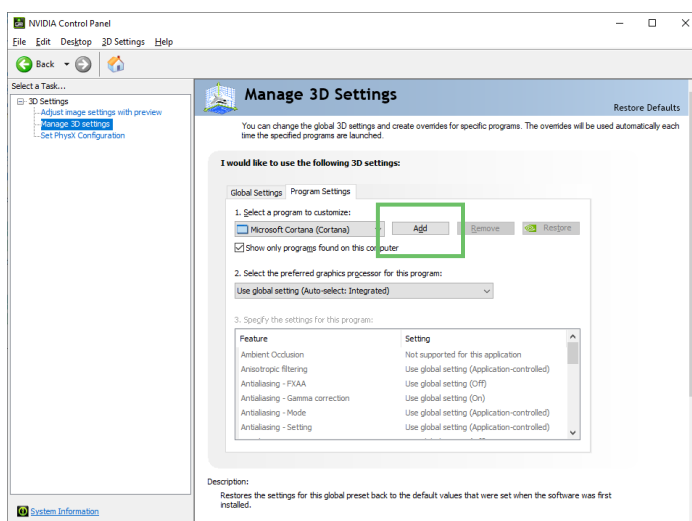 NVIDIA Control Panel
File Edit Desktop 3D Settings Help
Back
Select a Task...
3D Settings
Adjust image settings with preview
Manage 3D settings
Set PhysX Configuration
System Information
Manage 3D Settings
Restore Defaults
You can change the global 3D settings and create overrides for specific programs. The overrides will be used automatically each
time the specified programs are launched.
I would like to use the following 3D settings:
Global Settings Program Settings
1. Select a program to customize:
Microsoft Cortana (Cortana) Add Remove Restore
Show only programs found on this computer
2. Select the preferred graphics processor for this program:
Use global setting (Auto-select: Integrated)
3. Specify the settings for this program:
Feature Setting
Ambient Occlusion Not supported for this application
Anisotropic filtering Use global setting (Application-controlled)
Antialiasing - FXAA Use global setting (Off)
Antialiasing - Gamma correction Use global setting (On)
Antialiasing - Mode Use global setting (Application-controlled)
Antialiasing - Setting Use global setting (Application-controlled)
Description:
Restores the settings for this global preset back to the default values that were set when the software was first
installed.